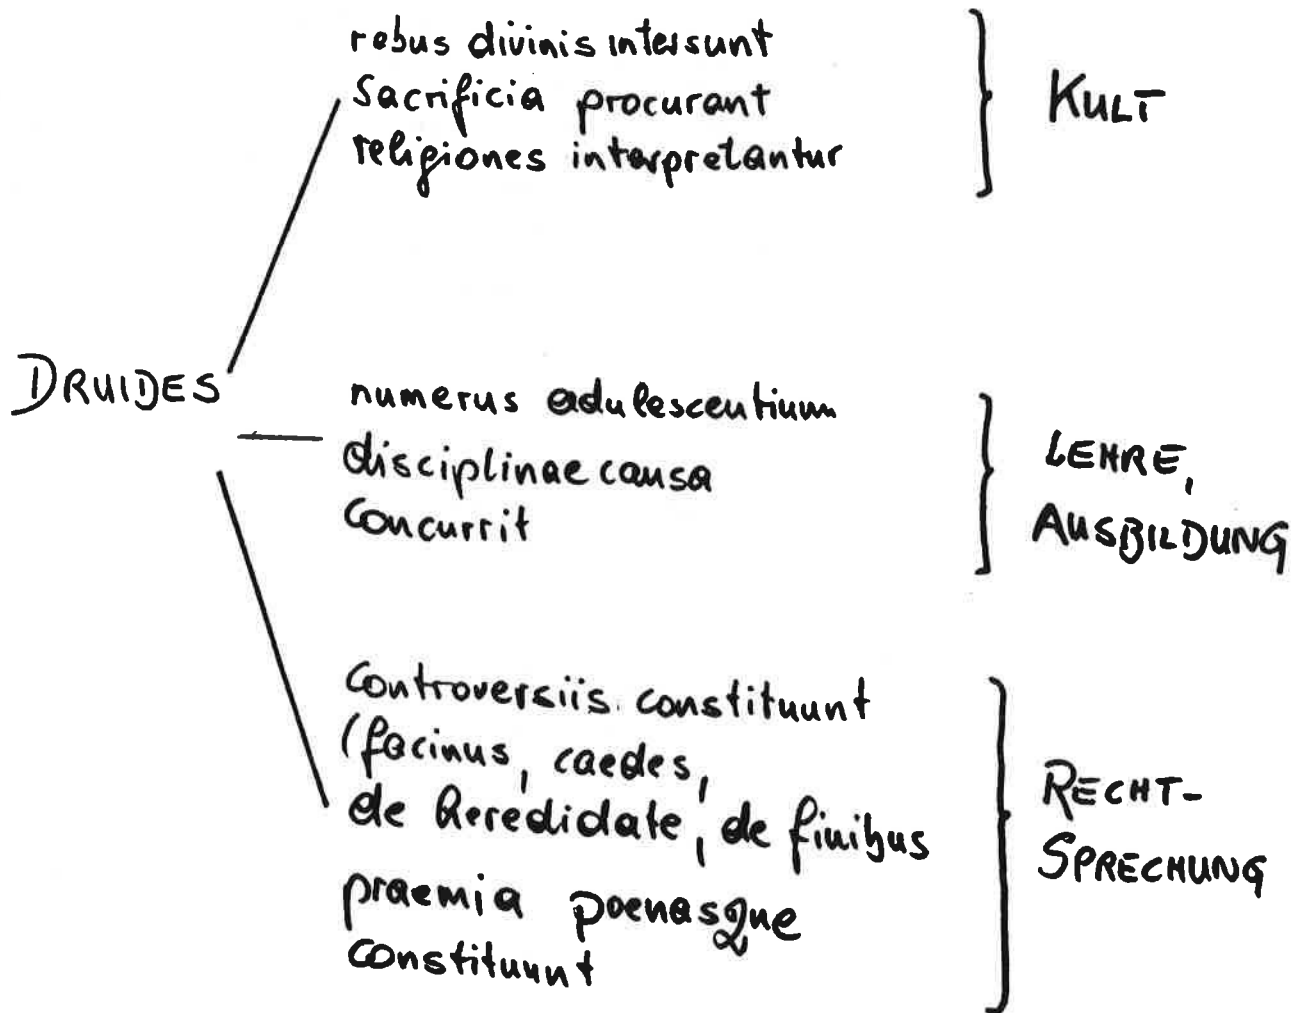 rebus divinis intersunt
Sacrificia procurant
religiones interpretantur
KULT
DRUIDES
numerus adulescentium
disciplinae causa
Concurrit
LEHRE,
AUSBILDUNG
Controversiis constituunt
(facinus, caedes,
de heredidate, de finibus
praemia poenasque
constituunt
RECHT-
SPRECHUNG